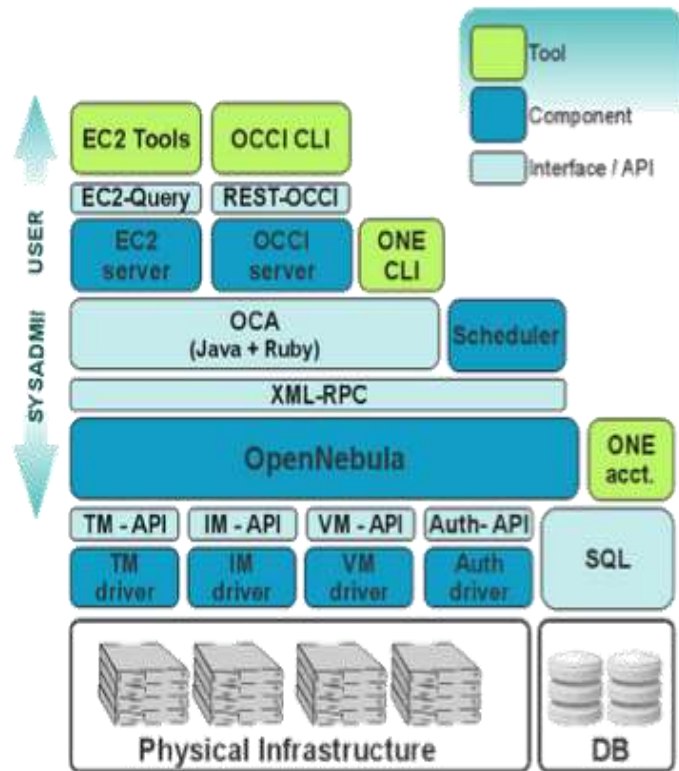 Tool
Component
Interface / API
EC2 Tools
OCCI CLI
EC2-Query
REST-OCCI
EC2
server
OCCI
server
ONE
CLI
USER
SYSADMIN
OCA
(Java + Ruby)
Scheduler
XML-RPC
OpenNebula
ONE
acct.
TM - API
IM - API
VM - API
Auth- API
SQL
TM
driver
IM
driver
VM
driver
Auth
driver
Physical Infrastructure
DB